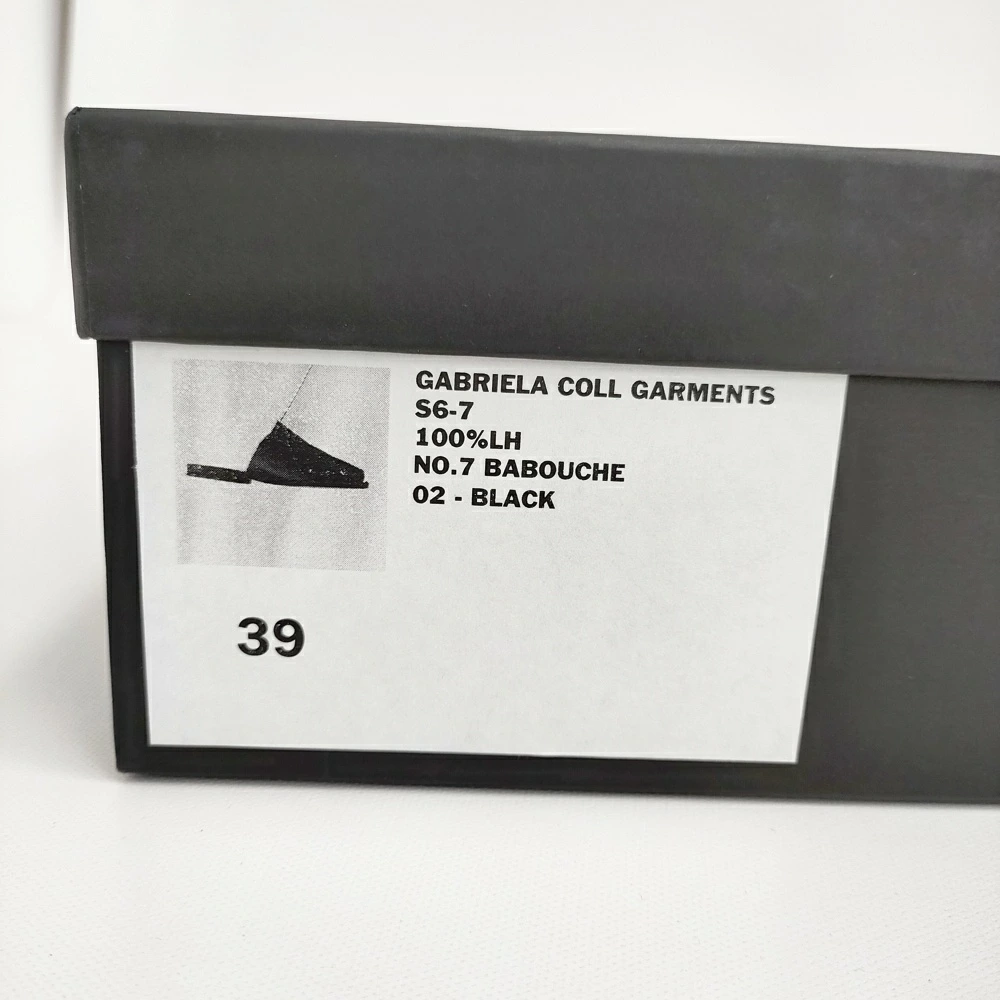 GABRIELA COLL GARMENTS
S6-7
100%LH
NO.7 BABOUCHE
02 - BLACK
39